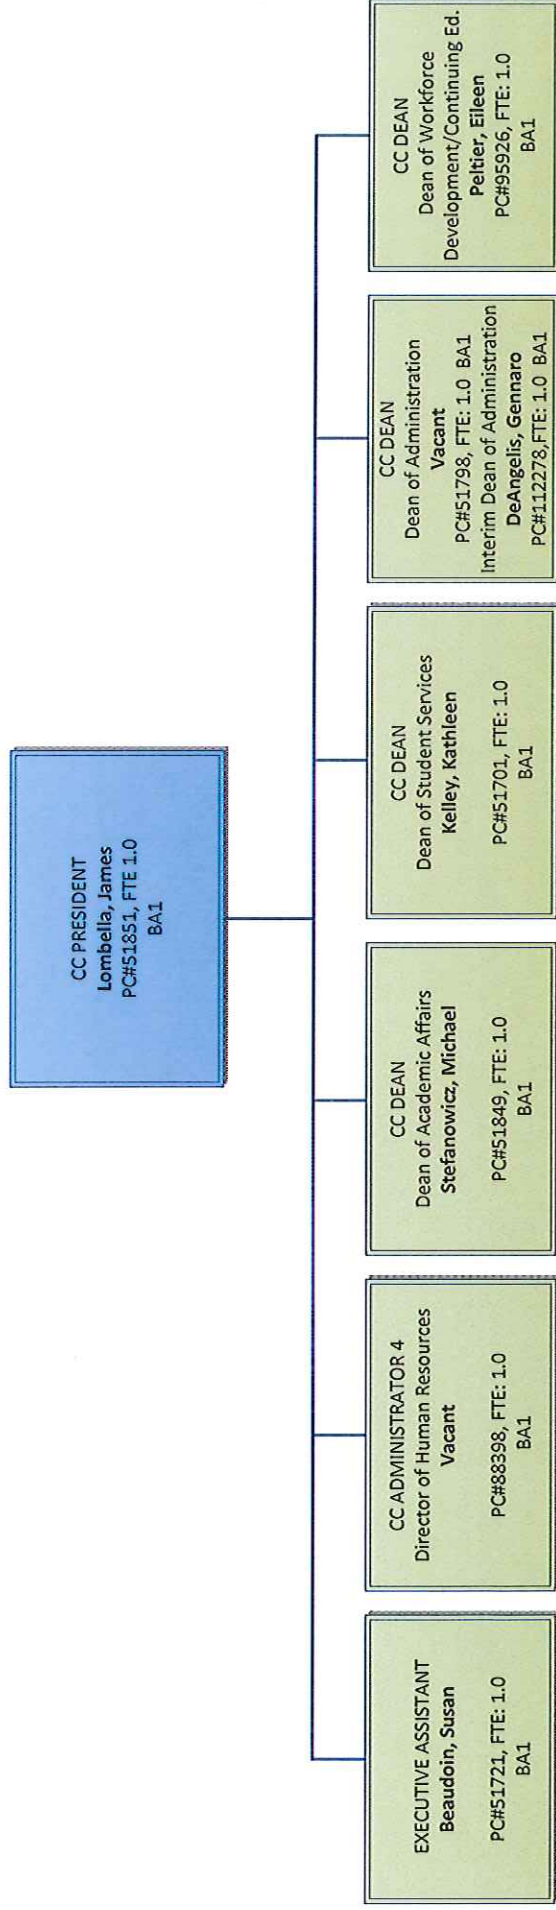 CC PRESIDENT
Lombella, James
PC#51851, FTE 1.0
BA1
EXECUTIVE ASSISTANT
Beaudoin, Susan
PC#51721, FTE: 1.0
BA1
CC ADMINISTRATOR 4
Director of Human Resources
Vacant
PC#88398, FTE: 1.0
BA1
CC DEAN
Dean of Academic Affairs
Stefanowicz, Michael
PC#51849, FTE: 1.0
BA1
CC DEAN
Dean of Student Services
Kelley, Kathleen
PC#51701, FTE: 1.0
BA1
CC DEAN
Dean of Administration
Vacant
PC#51798, FTE: 1.0 BA1
Interim Dean of Administration
DeAngelis, Gennaro
PC#112278,FTE: 1.0 BA1
CC DEAN
Dean of Workforce
Development/Continuing Ed.
Peltier, Eileen
PC#95926, FTE: 1.0
BA1